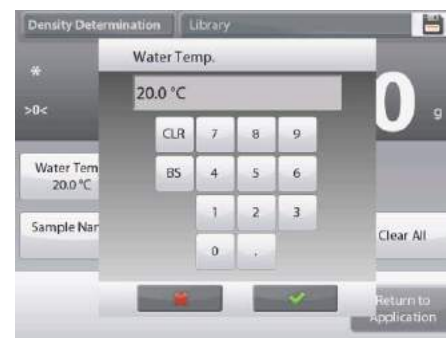 Density Determination Library
Water Temp.
20.0 °C
*
>0<
0 g
CLR 7 8 9
BS 4 5 6
1 2 3
0 .
Water Tem
20.0 °C
Sample Nar
Clear All
Return to
Application